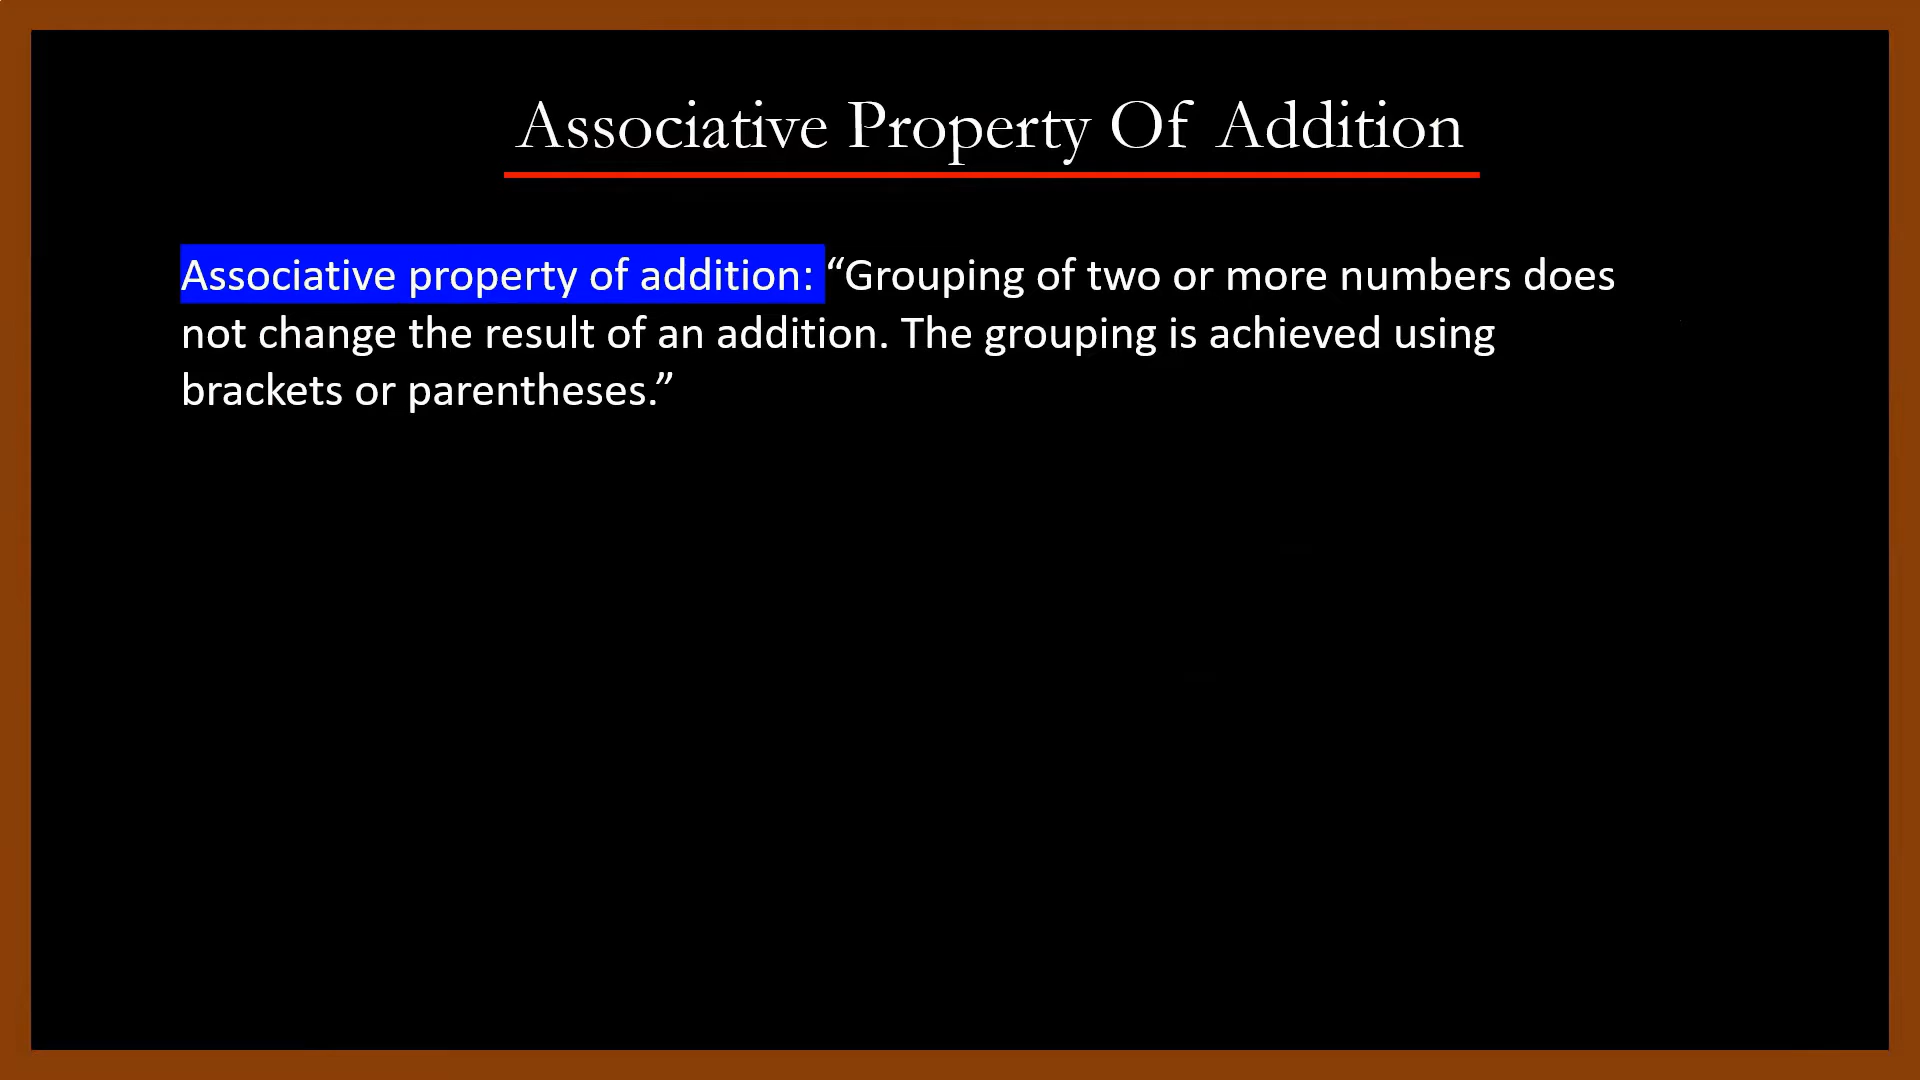 Associative Property Of Addition
Associative property of addition: “Grouping of two or more numbers does
not change the result of an addition. The grouping is achieved using
brackets or parentheses.”